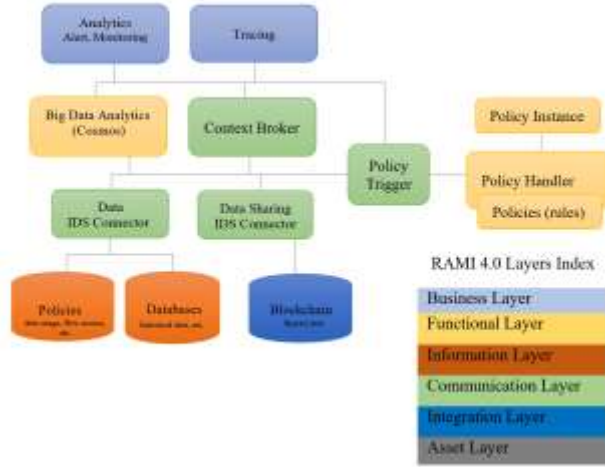 Analytics
Alert, Monitoring
Tracing
Big Data Analytics
(Cosmos)
Context Broker
Policy Instance
Policy
Trigger
Policy Handler
Policies (rules)
Data
IDS Connector
Data Sharing
IDS Connector
Policies
etc.
Databases
Blockchain
RAMI 4.0 Layers Index
Business Layer
Functional Layer
Information Layer
Communication Layer
Integration Layer
Asset Layer